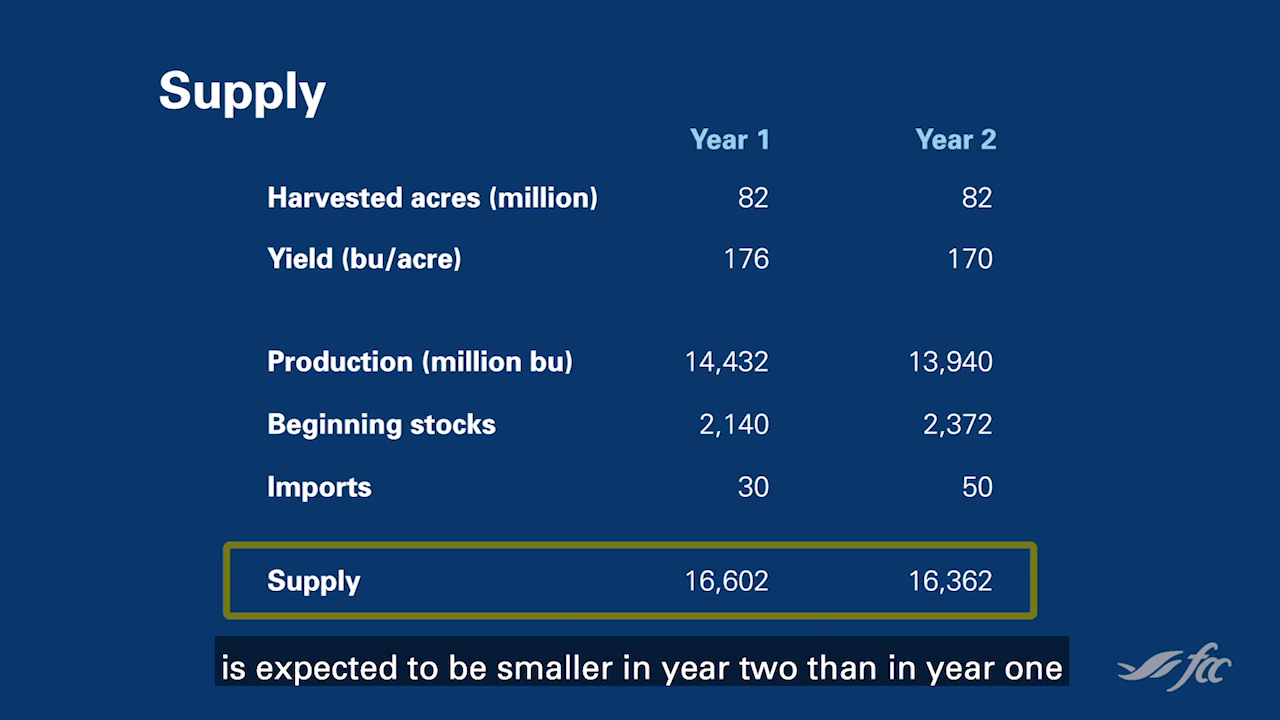 Supply
Year 1 Year 2
Harvested acres (million) 82 82
Yield (bu/acre) 176 170
Production (million bu) 14,432 13,940
Beginning stocks 2,140 2,372
Imports 30 50
Supply 16,602 16,362
is expected to be smaller in year two than in year one
fcc